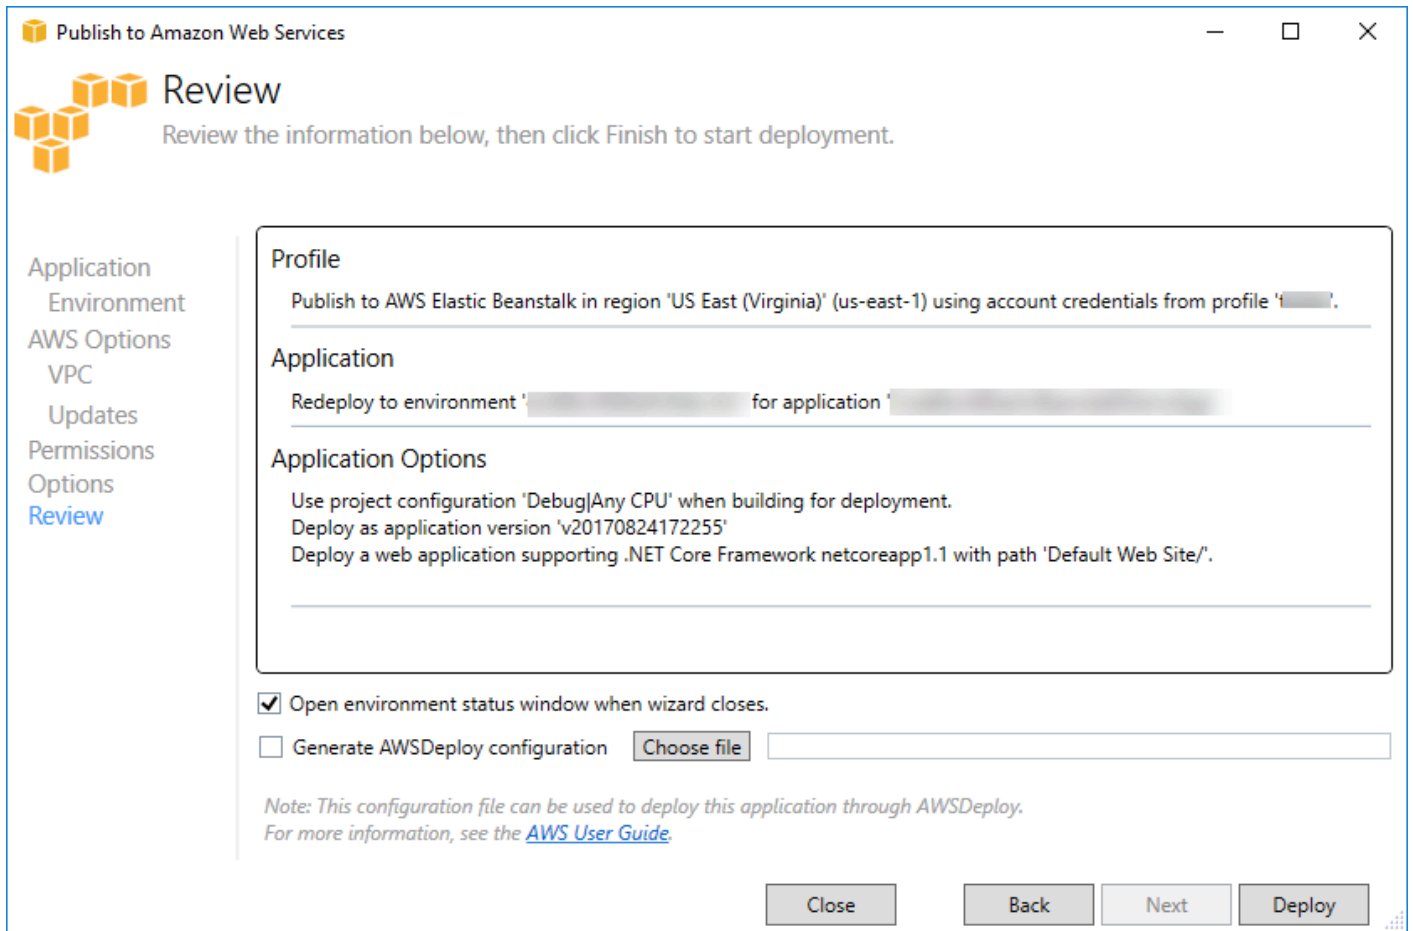 Publish to Amazon Web Services
Review
Review the information below, then click Finish to start deployment.
Application
Environment
AWS Options
VPC
Updates
Permissions
Options
Review
Profile
Publish to AWS Elastic Beanstalk in region 'US East (Virginia)' (us-east-1) using account credentials from profile '
Application
Redeploy to environment ' for application '
Application Options
Use project configuration 'Debug|Any CPU' when building for deployment.
Deploy as application version 'v20170824172255'
Deploy a web application supporting .NET Core Framework netcoreapp1.1 with path 'Default Web Site/'.
Open environment status window when wizard closes.
Generate AWSDeploy configuration Choose file
Note: This configuration file can be used to deploy this application through AWSDeploy.
For more information, see the AWS User Guide.
Close Back Next Deploy